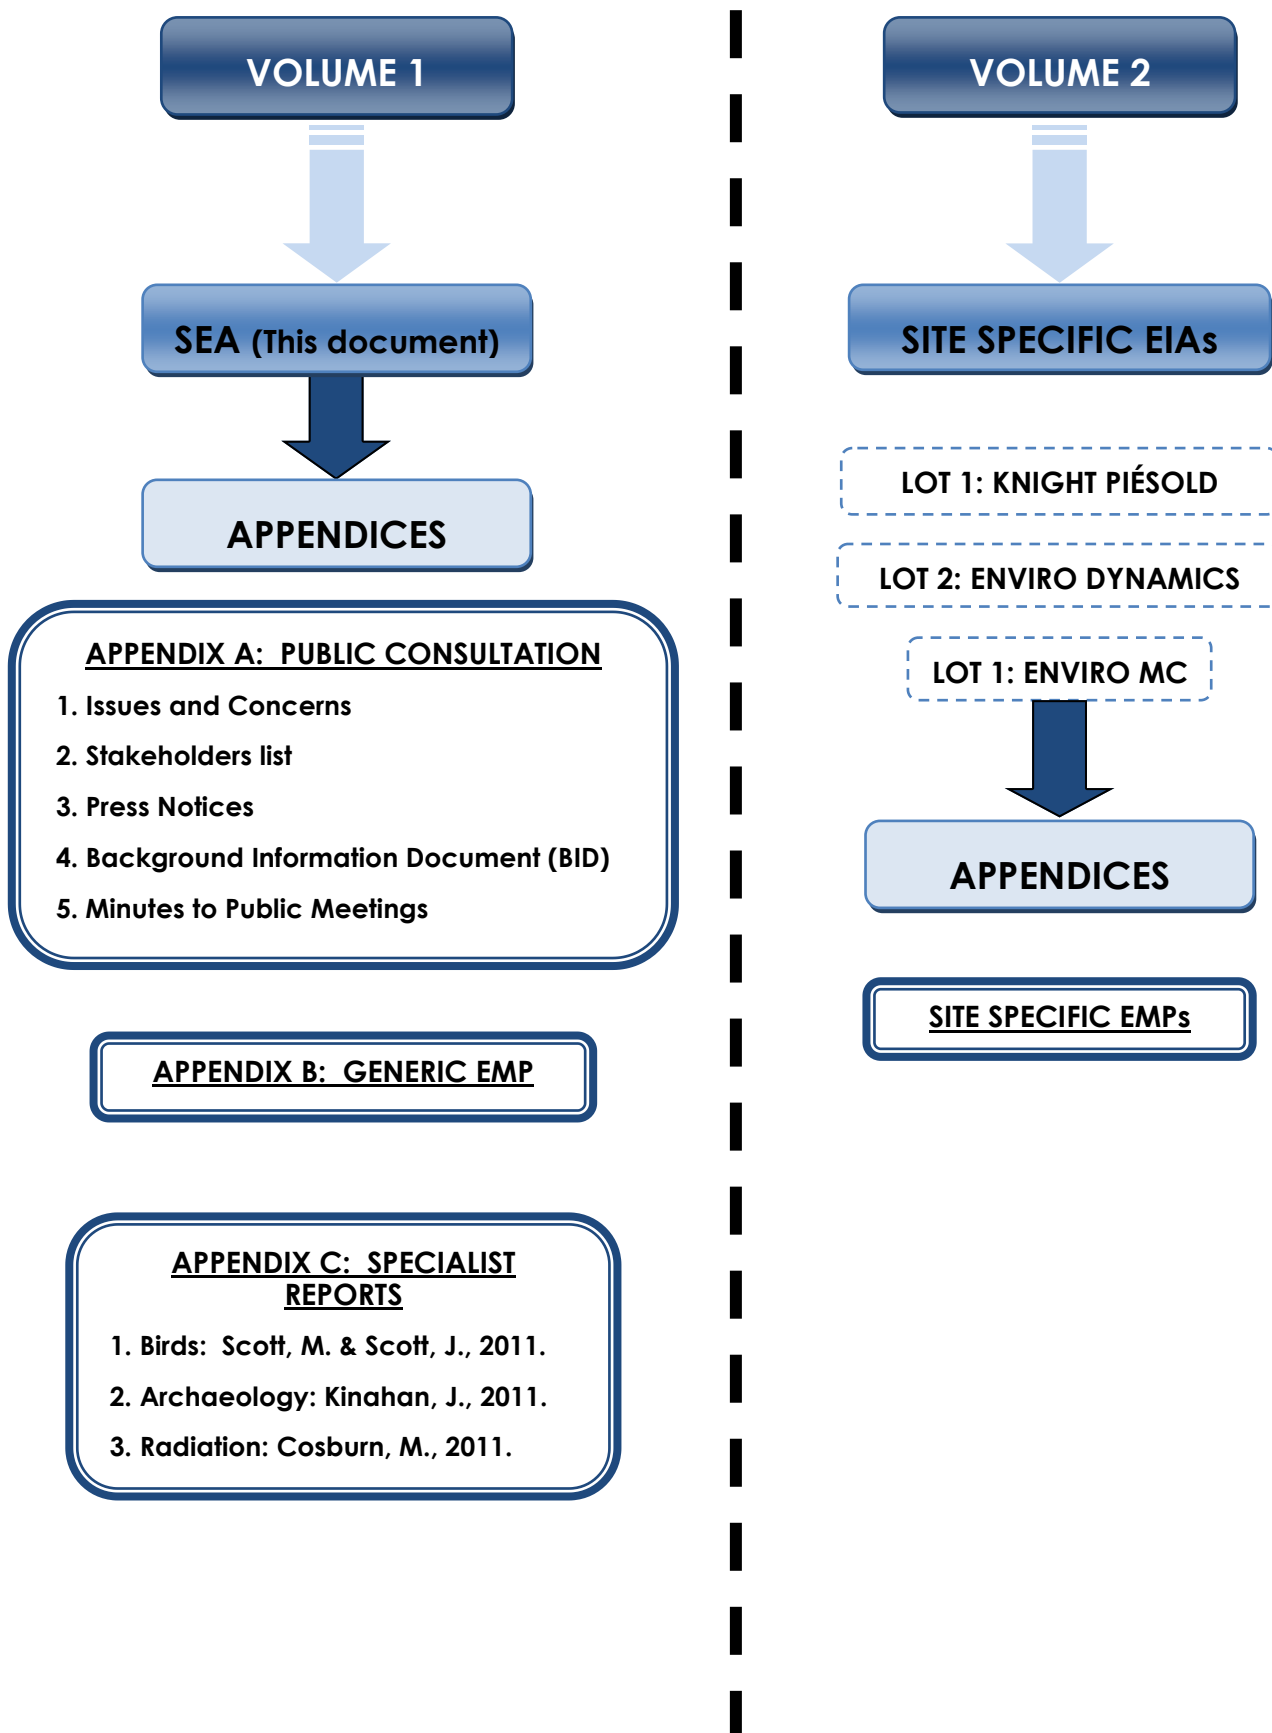 VOLUME 1
SEA (This document)
APPENDICES
APPENDIX A:  PUBLIC CONSULTATION
1. Issues and Concerns
2. Stakeholders list
3. Press Notices
4. Background Information Document (BID)
5. Minutes to Public Meetings
APPENDIX B:  GENERIC EMP
APPENDIX C:  SPECIALIST
REPORTS
1. Birds:  Scott, M. & Scott, J., 2011.
2. Archaeology: Kinahan, J., 2011.
3. Radiation: Cosburn, M., 2011.
VOLUME 2
SITE SPECIFIC EIAs
LOT 1: KNIGHT PIÉSOLD
LOT 2: ENVIRO DYNAMICS
LOT 1: ENVIRO MC
APPENDICES
SITE SPECIFIC EMPs